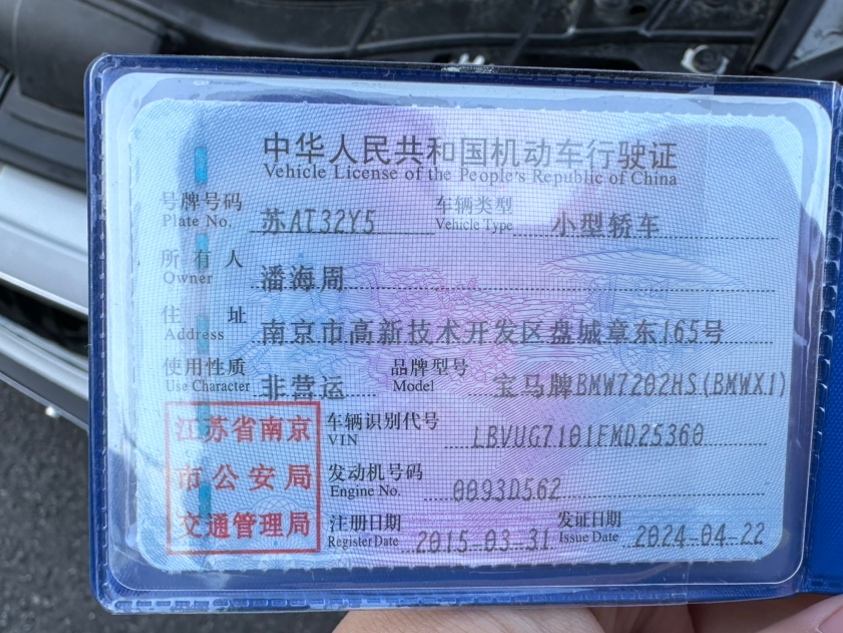 中华人民共和国机动车行驶证
Vehicle License of the People's Republic of China
号牌号码 苏AT32Y5 车辆类型 小型轿车
Plate No. Vehicle Type
所有人 潘海周
Owner
住址 南京市高新技术开发区盘城章东165号
Address
使用性质 非营运 品牌型号 宝马牌BMW7202HS(BMWX1)
Use Character Model
江苏省南京
市公安局
交通管理局
车辆识别代号 LBVUG7101FMD25360
VIN
发动机号码 0093D562
Engine No.
注册日期 2015-03-31 发证日期 2024-04-22
Register Date Issue Date